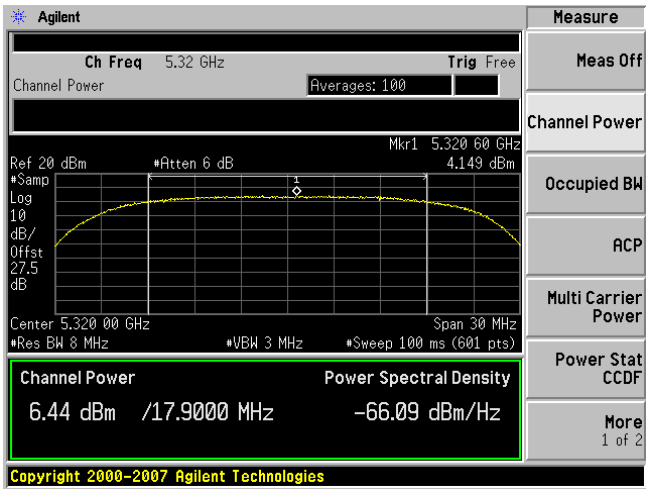 Agilent
Ch Freq 5.32 GHz Trig Free
Channel Power Averages: 100
Mkr1 5.320 60 GHz
Ref 20 dBm #Atten 6 dB 4.149 dBm
#Samp
Log
10
dB/
Offst
27.5
dB
1
Center 5.320 00 GHz Span 30 MHz
#Res BW 8 MHz #VBW 3 MHz #Sweep 100 ms (601 pts)
Channel Power Power Spectral Density
6.44 dBm /17.9000 MHz -66.09 dBm/Hz
Copyright 2000-2007 Agilent Technologies
Measure
Meas Off
Channel Power
Occupied BW
ACP
Multi Carrier
Power
Power Stat
CCDF
More
1 of 2